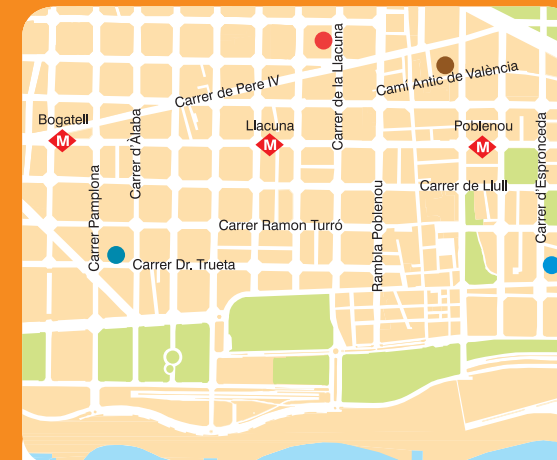 Carrer de la Llacuna
Camí Antic de València
Carrer de Pere IV
Bogatell
M
Llacuna
M
Poblenou
M
Carrer d'Àlaba
Carrer d'Espronceda
Carrer de Llull
Carrer Pamplona
Rambla Poblenou
Carrer Ramon Turró
Carrer Dr. Trueta